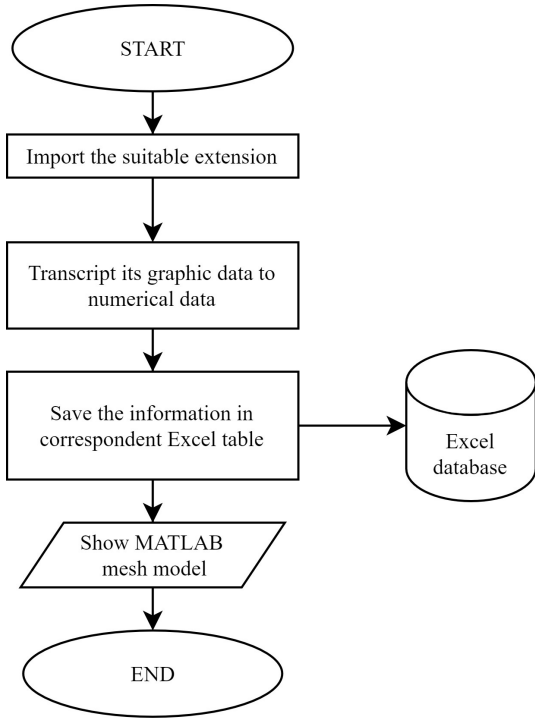 START
Import the suitable extension
Transcript its graphic data to
numerical data
Save the information in
correspondent Excel table
Excel
database
Show MATLAB
mesh model
END